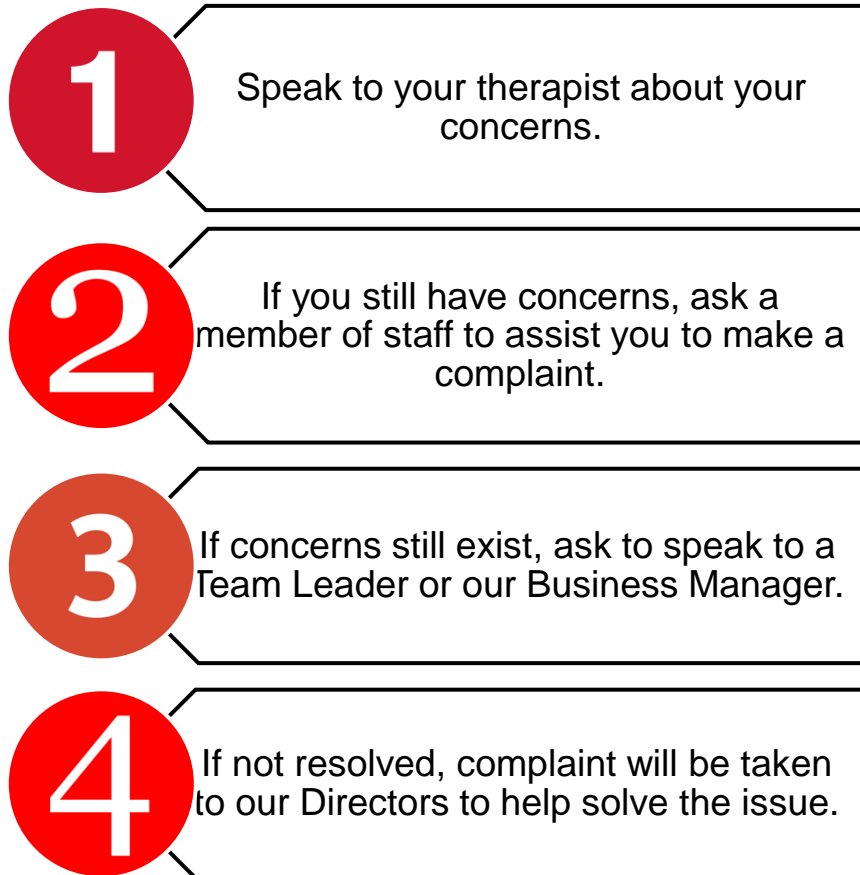 1
Speak to your therapist about your
concerns.
2
If you still have concerns, ask a
member of staff to assist you to make a
complaint.
3
If concerns still exist, ask to speak to a
Team Leader or our Business Manager.
4
If not resolved, complaint will be taken
to our Directors to help solve the issue.